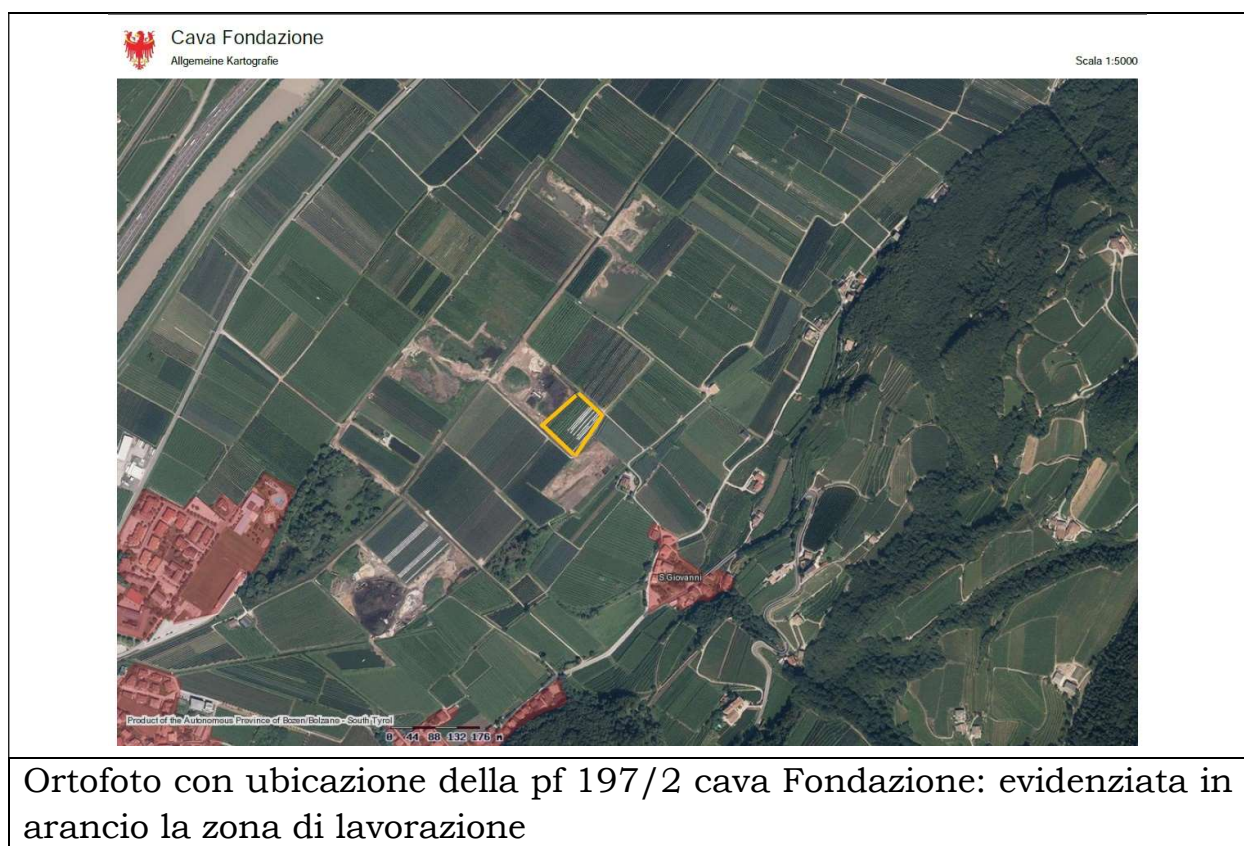 Cava Fondazione
Allgemeine Kartografie
Scala 1:5000
S.Giovanni
Product of the Autonomous Province of Bozen/Bolzano - South Tyrol
0 44 88 132 176 m
Ortofoto con ubicazione della pf 197/2 cava Fondazione: evidenziata in
arancio la zona di lavorazione